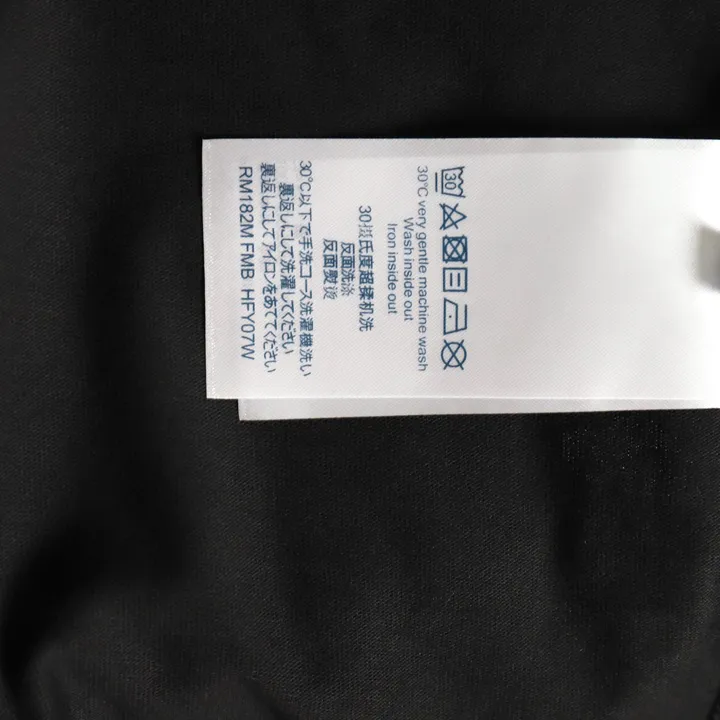 30
30°C very gentle machine wash
Wash inside out
Iron inside out
30摄氏度超揉机洗
反面洗涤
反面熨烫
30°C以下で手洗コース洗濯機洗い
裏返しにして洗濯してください
裏返しにしてアイロンをあててください
RM182M FMB HFY07W